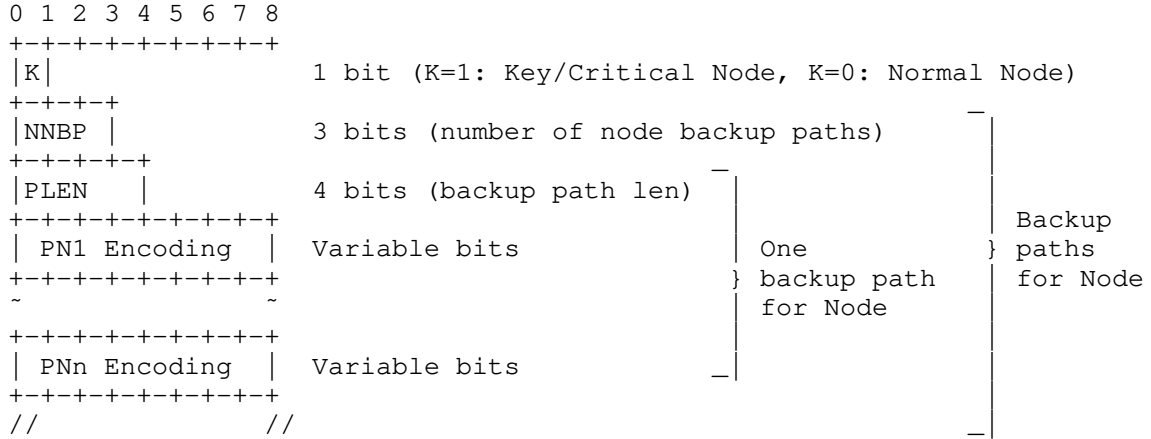 0 1 2 3 4 5 6 7 8
+-+-+-+-+-+-+-+-+
|K|                1 bit (K=1: Key/Critical Node, K=0: Normal Node)
+-+-+-+                                                    _
|NNBP |            3 bits (number of node backup paths)     |
+-+-+-+-+                                  _                |
|PLEN   |          4 bits (backup path len) |               |
+-+-+-+-+-+-+-+-+                           |               | Backup
| PN1 Encoding  |  Variable bits            | One           } paths
+-+-+-+-+-+-+-+-+                           } backup path   | for Node
~               ~                           | for Node      |
+-+-+-+-+-+-+-+-+                           |               |
| PNn Encoding  |  Variable bits           _|               |
+-+-+-+-+-+-+-+-+                                           |
//              //                                         _|